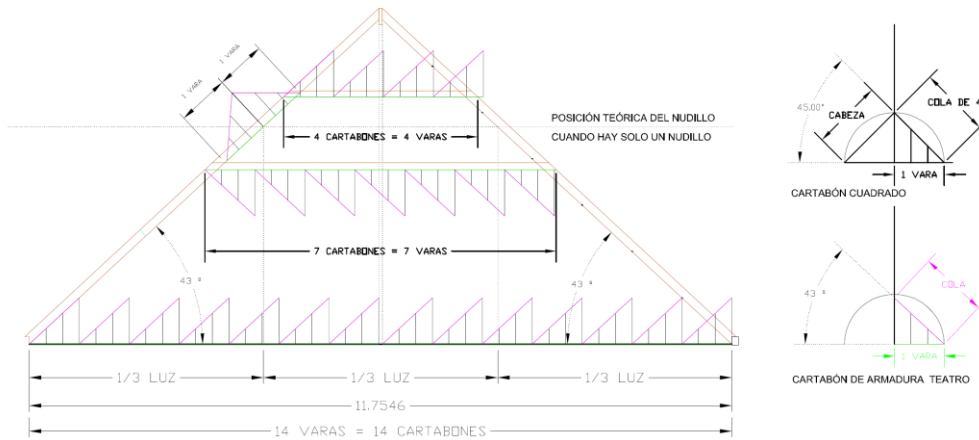 1 VARA
1 VARA
4 CARTABONES = 4 VARAS
POSICIÓN TEÓRICA DEL NUDILLO
CUANDO HAY SOLO UN NUDILLO
7 CARTABONES = 7 VARAS
43 º
43 º
1/3 LUZ
1/3 LUZ
1/3 LUZ
11.7546
14 VARAS = 14 CARTABONES
45.00°
CABEZA
COLA DE 4
1 VARA
CARTABÓN CUADRADO
43 º
COLA
1 VARA
CARTABÓN DE ARMADURA TEATRO